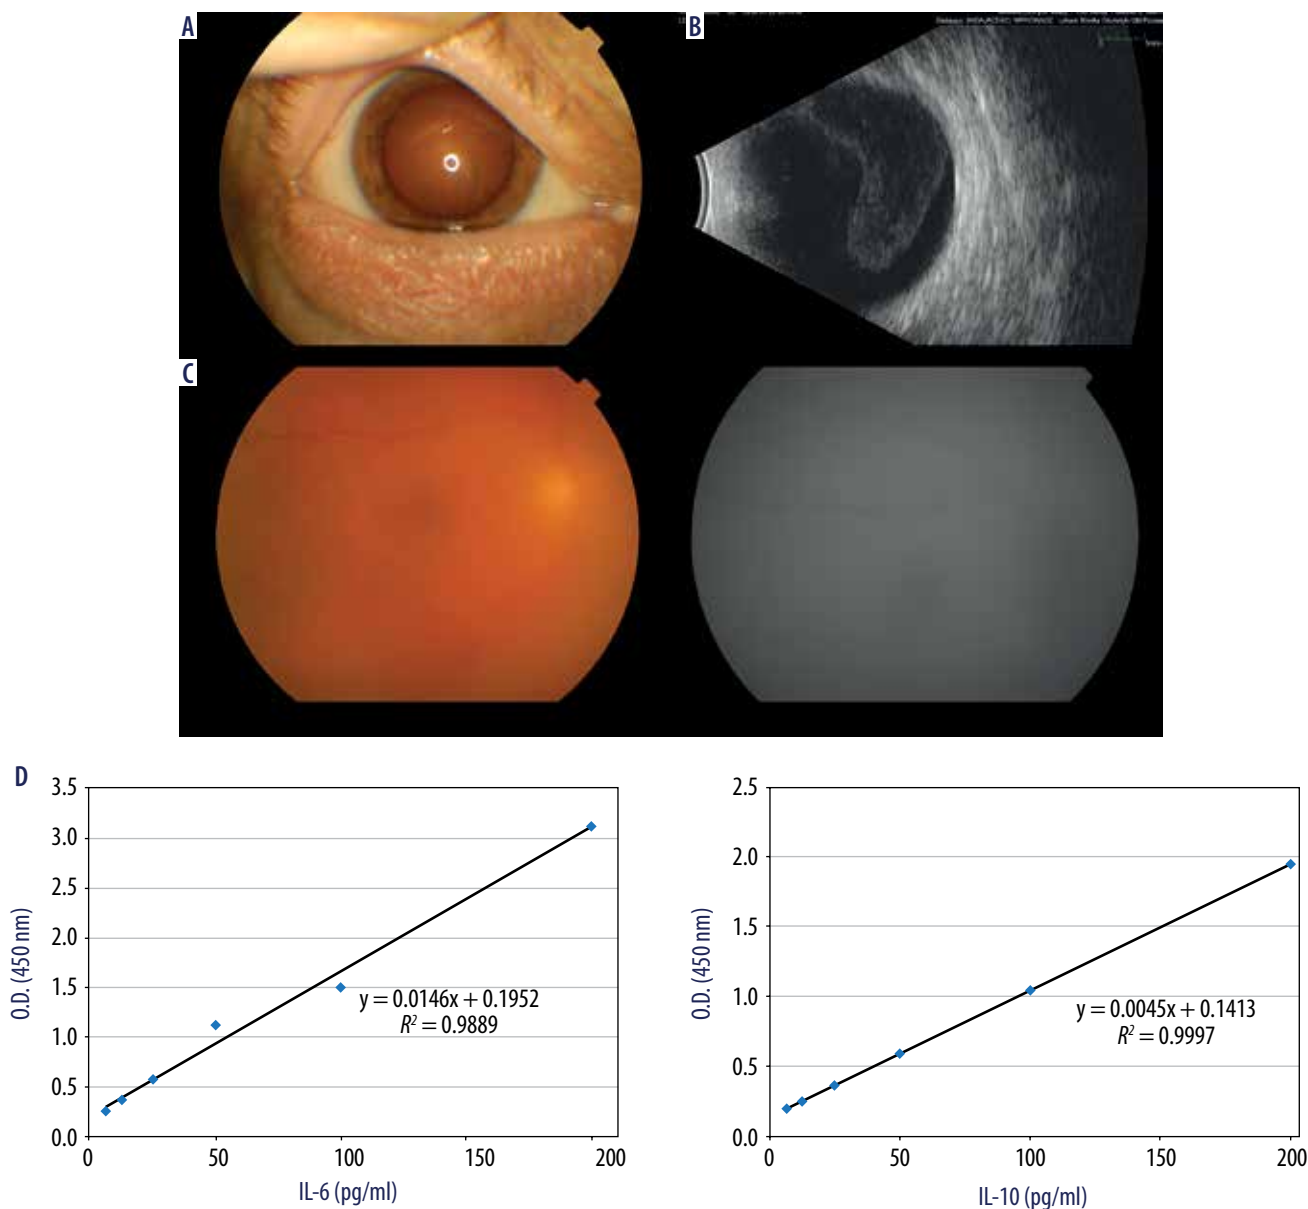 A
B
C
D
3.5
3.0
2.5
2.0
1.5
1.0
0.5
0.0
0
50
100
150
200
O.D. (450 nm)
IL-6 (pg/ml)
y = 0.0146x + 0.1952
R² = 0.9889
2.5
2.0
1.5
1.0
0.5
0.0
0
50
100
150
200
O.D. (450 nm)
IL-10 (pg/ml)
y = 0.0045x + 0.1413
R² = 0.9997